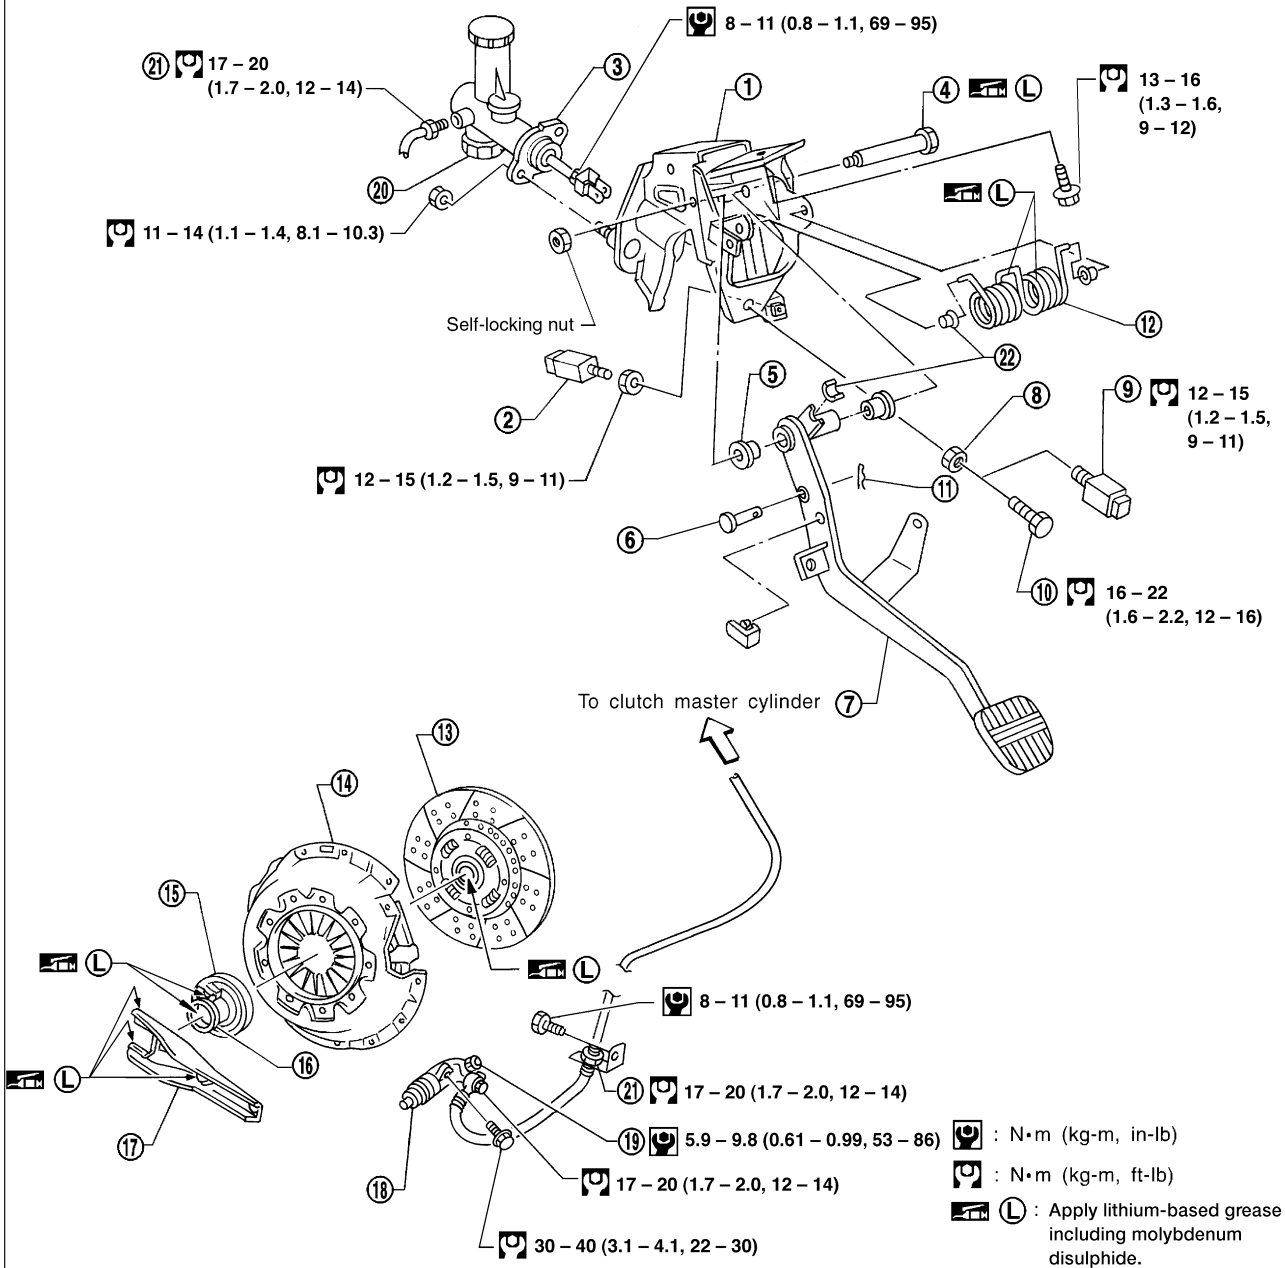 8 – 11 (0.8 – 1.1, 69 – 95)
21 17 – 20
(1.7 – 2.0, 12 – 14)
3
1
4 L
13 – 16
(1.3 – 1.6,
9 – 12)
20
L
11 – 14 (1.1 – 1.4, 8.1 – 10.3)
Self-locking nut
12
22
2
5
8
9 12 – 15
(1.2 – 1.5,
9 – 11)
12 – 15 (1.2 – 1.5, 9 – 11)
11
6
10 16 – 22
(1.6 – 2.2, 12 – 16)
To clutch master cylinder 7
13
14
15
L
L
8 – 11 (0.8 – 1.1, 69 – 95)
16
L
21 17 – 20 (1.7 – 2.0, 12 – 14)
17
19 5.9 – 9.8 (0.61 – 0.99, 53 – 86)
18
17 – 20 (1.7 – 2.0, 12 – 14)
30 – 40 (3.1 – 4.1, 22 – 30)
: N•m (kg-m, in-lb)
: N•m (kg-m, ft-lb)
L : Apply lithium-based grease
including molybdenum
disulphide.